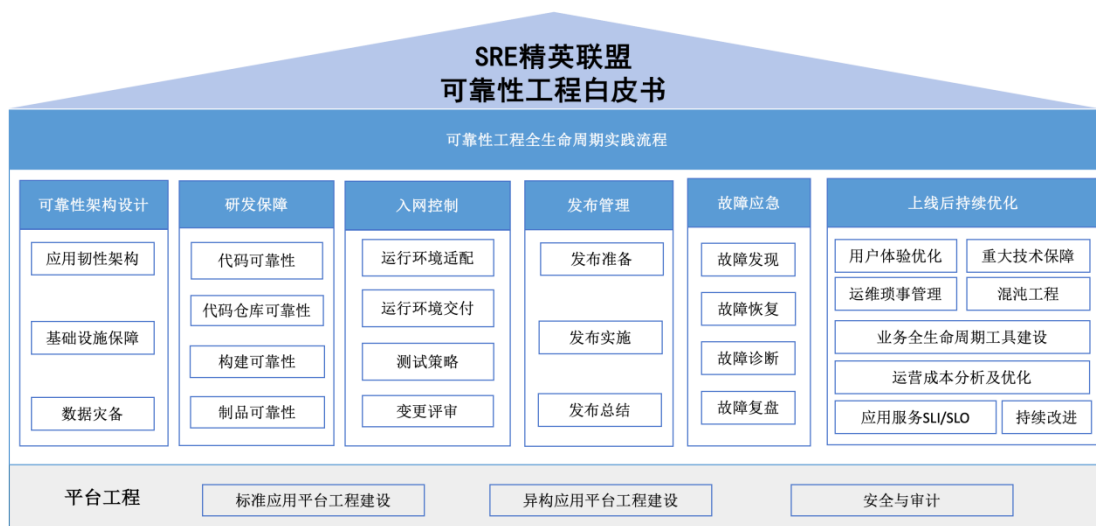 SRE精英联盟
可靠性工程白皮书
可靠性工程全生命周期实践流程
可靠性架构设计
应用韧性架构
基础设施保障
数据灾备
研发保障
代码可靠性
代码仓库可靠性
构建可靠性
制品可靠性
入网控制
运行环境适配
运行环境交付
测试策略
变更评审
发布管理
发布准备
发布实施
发布总结
故障应急
故障发现
故障恢复
故障诊断
故障复盘
上线后持续优化
用户体验优化
重大技术保障
运维琐事管理
混沌工程
业务全生命周期工具建设
运营成本分析及优化
应用服务SLI/SLO
持续改进
平台工程
标准应用平台工程建设
异构应用平台工程建设
安全与审计